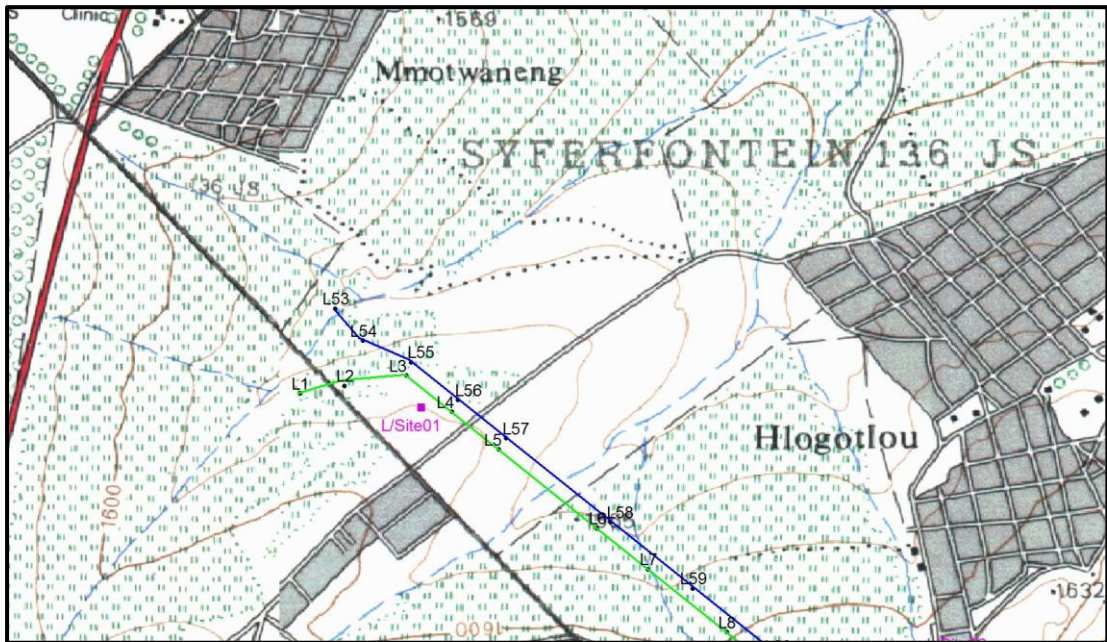 Clinic
1569
Mmotwaneng
SYFERFONTEIN 136 JS
136 JS
L53
L54
L55
L3
L2
L1
L56
L4
L/Site01
L57
L5
Hlogotlou
1600
L58
L59
L7
1632
L8
1600